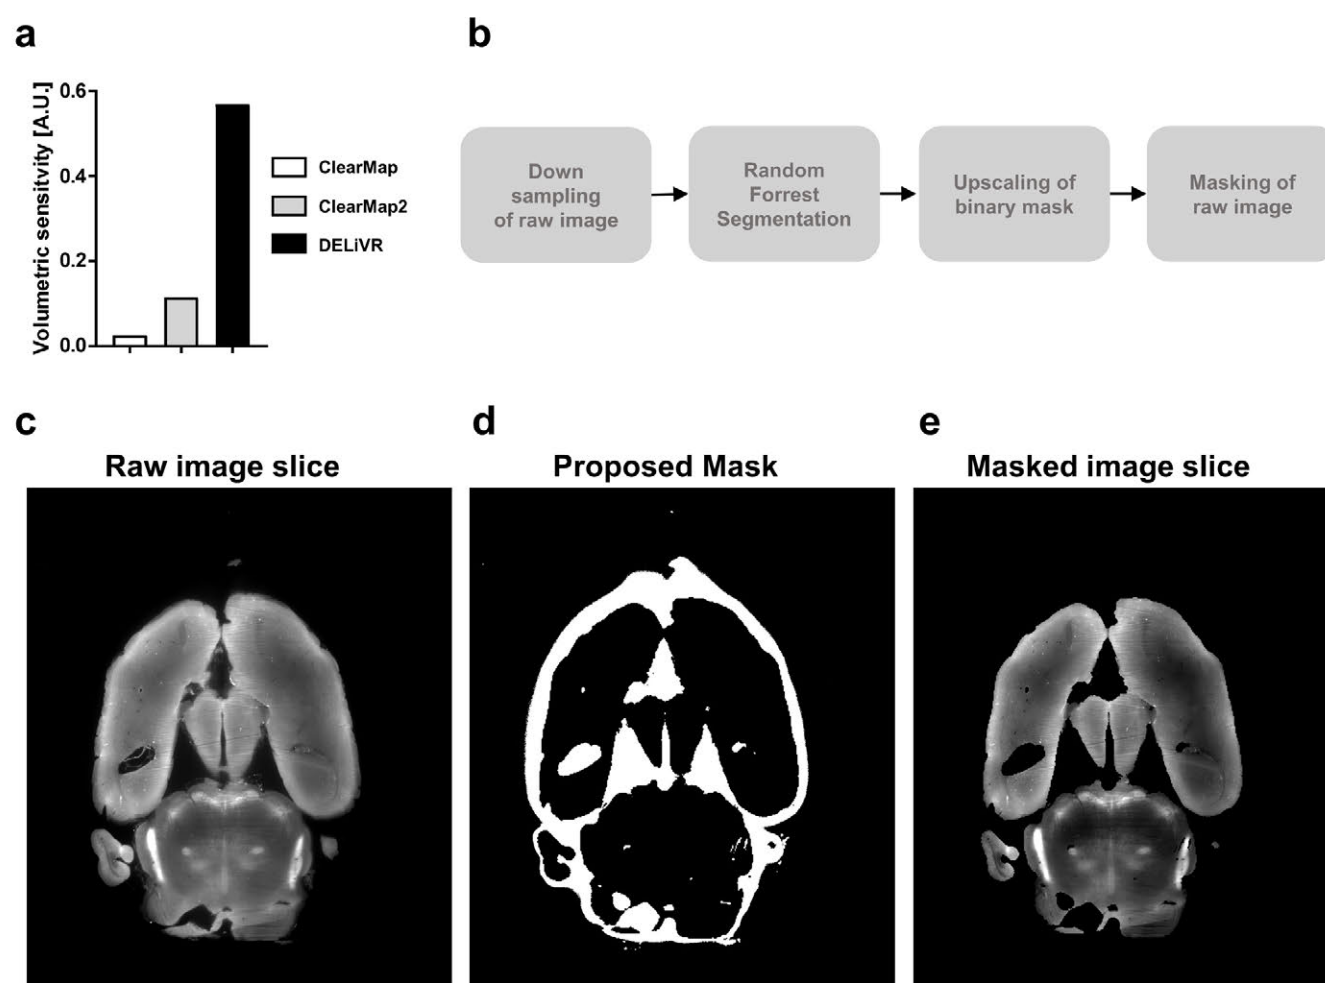 a
Volumetric sensitvity [A.U.]
0.6
0.4
0.2
0.0
ClearMap
ClearMap2
DELiVR
b
Down
sampling
of raw image
Random
Forrest
Segmentation
Upscaling of
binary mask
Masking of
raw image
c
Raw image slice
d
Proposed Mask
e
Masked image slice